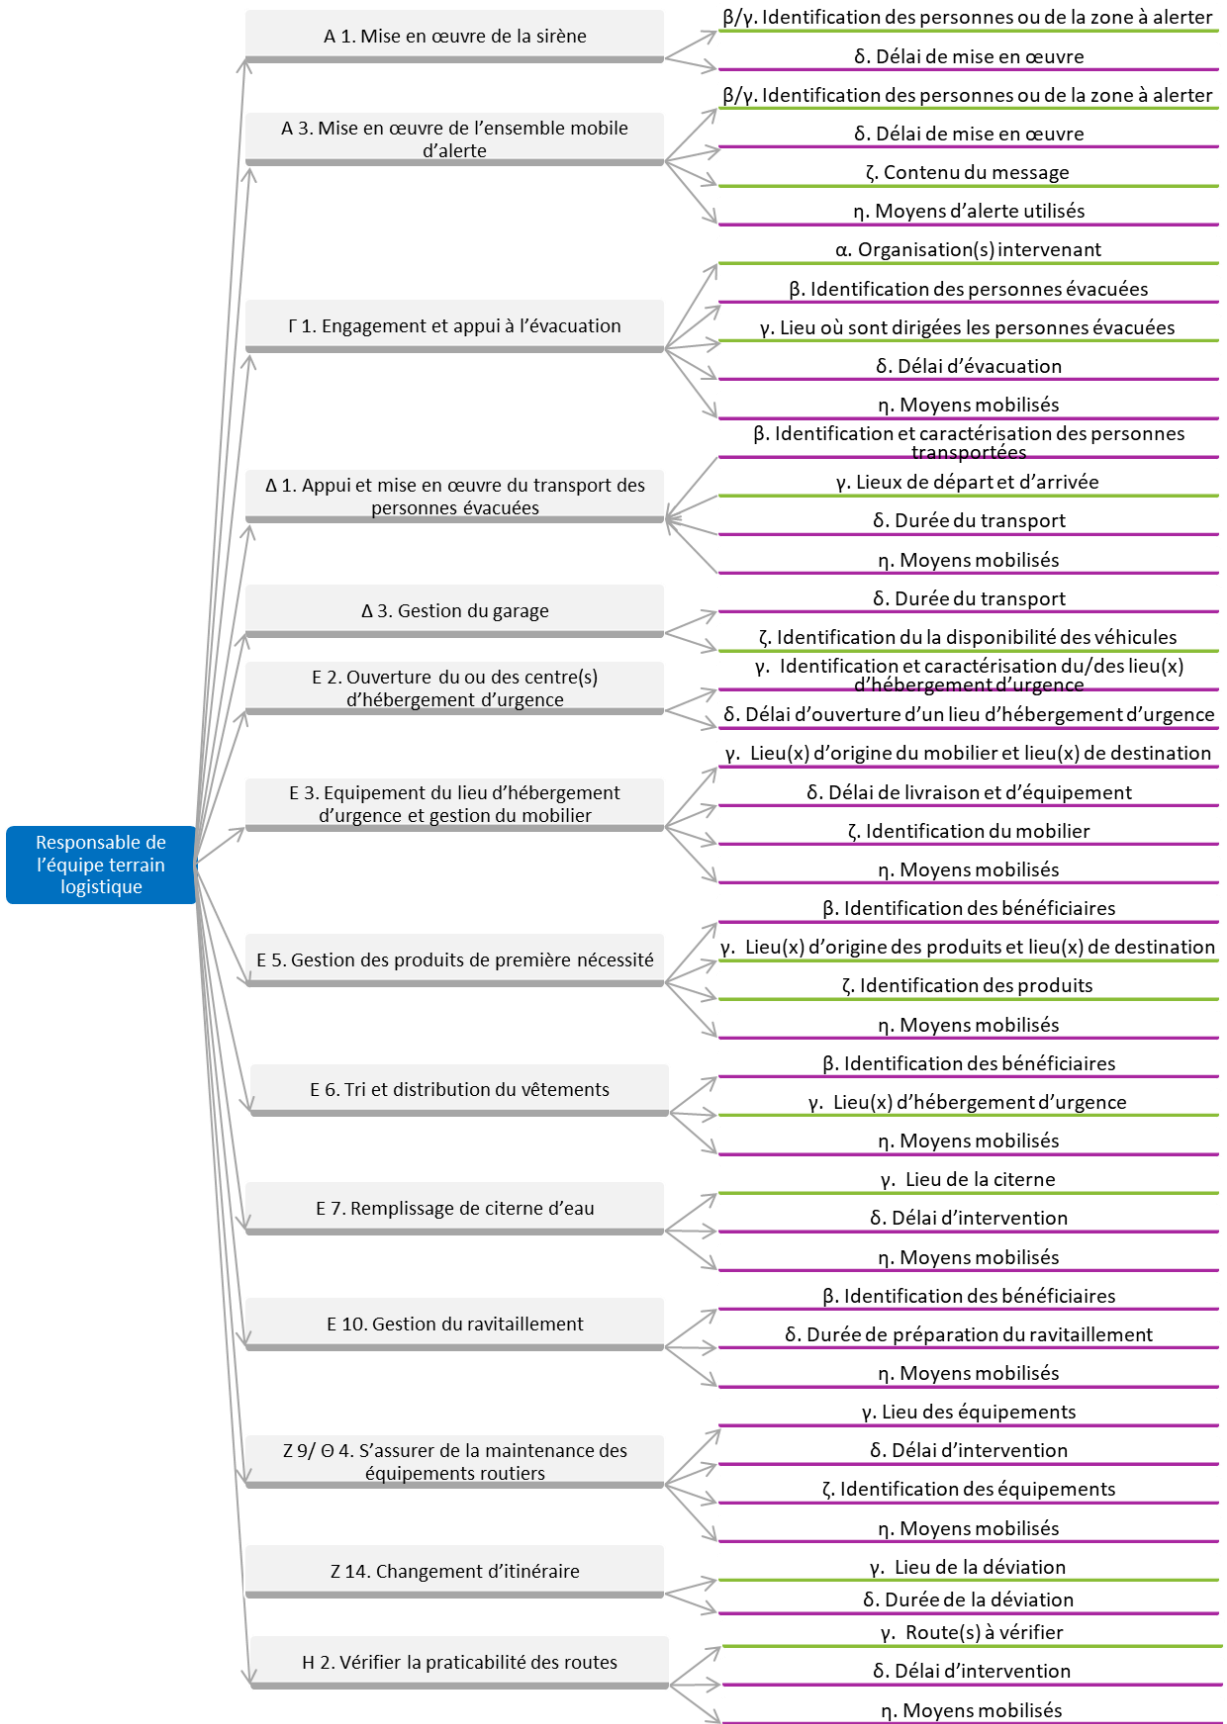 Responsable de
l'équipe terrain
logistique
A 1. Mise en œuvre de la sirène
β/γ. Identification des personnes ou de la zone à alerter
δ. Délai de mise en œuvre
A 3. Mise en œuvre de l'ensemble mobile
d'alerte
β/γ. Identification des personnes ou de la zone à alerter
δ. Délai de mise en œuvre
ζ. Contenu du message
η. Moyens d'alerte utilisés
Γ 1. Engagement et appui à l'évacuation
α. Organisation(s) intervenant
β. Identification des personnes évacuées
γ. Lieu où sont dirigées les personnes évacuées
δ. Délai d'évacuation
η. Moyens mobilisés
Δ 1. Appui et mise en œuvre du transport des
personnes évacuées
β. Identification et caractérisation des personnes
transportées
γ. Lieux de départ et d'arrivée
δ. Durée du transport
η. Moyens mobilisés
Δ 3. Gestion du garage
δ. Durée du transport
ζ. Identification du la disponibilité des véhicules
E 2. Ouverture du ou des centre(s)
d'hébergement d'urgence
γ. Identification et caractérisation du/des lieu(x)
d'hébergement d'urgence
δ. Délai d'ouverture d'un lieu d'hébergement d'urgence
E 3. Equipement du lieu d'hébergement
d'urgence et gestion du mobilier
γ. Lieu(x) d'origine du mobilier et lieu(x) de destination
δ. Délai de livraison et d'équipement
ζ. Identification du mobilier
η. Moyens mobilisés
E 5. Gestion des produits de première nécessité
β. Identification des bénéficiaires
γ. Lieu(x) d'origine des produits et lieu(x) de destination
ζ. Identification des produits
η. Moyens mobilisés
E 6. Tri et distribution du vêtements
β. Identification des bénéficiaires
γ. Lieu(x) d'hébergement d'urgence
η. Moyens mobilisés
E 7. Remplissage de citerne d'eau
γ. Lieu de la citerne
δ. Délai d'intervention
η. Moyens mobilisés
E 10. Gestion du ravitaillement
β. Identification des bénéficiaires
δ. Durée de préparation du ravitaillement
η. Moyens mobilisés
Z 9/ Θ 4. S'assurer de la maintenance des
équipements routiers
γ. Lieu des équipements
δ. Délai d'intervention
ζ. Identification des équipements
η. Moyens mobilisés
Z 14. Changement d'itinéraire
γ. Lieu de la déviation
δ. Durée de la déviation
H 2. Vérifier la praticabilité des routes
γ. Route(s) à vérifier
δ. Délai d'intervention
η. Moyens mobilisés